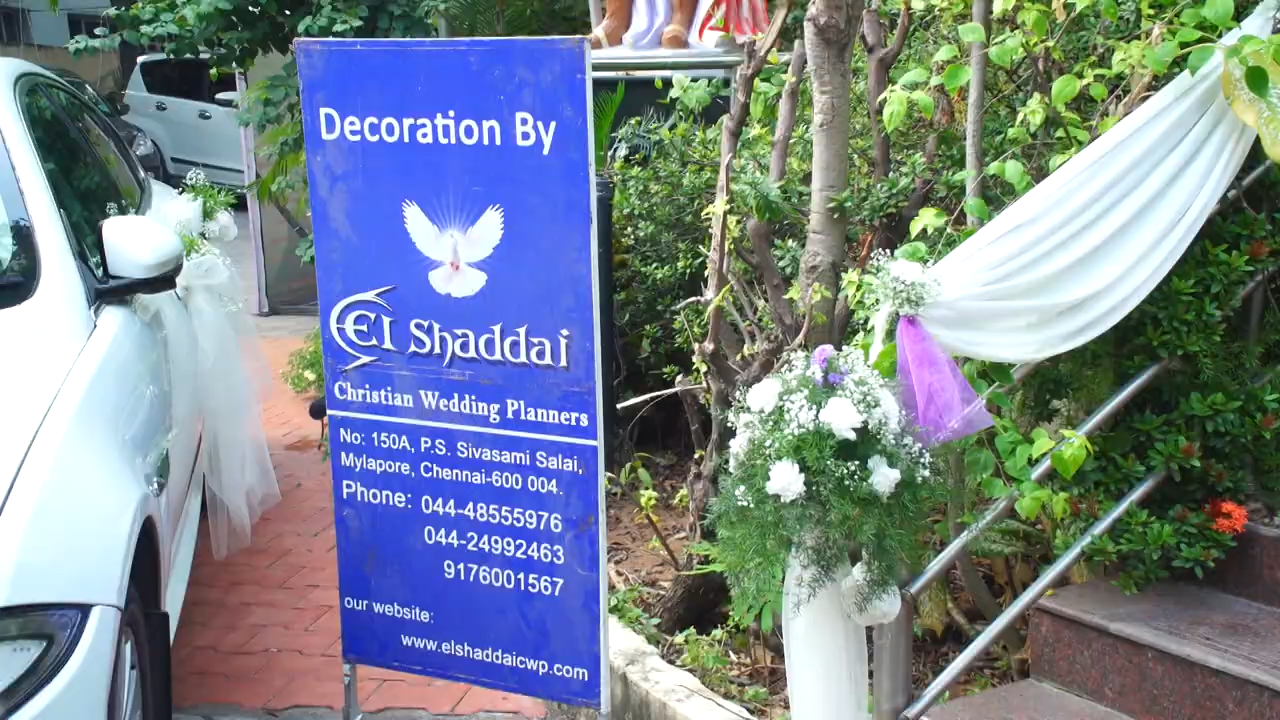 Decoration By
El Shaddai
Christian Wedding Planners
No: 150A, P.S. Sivasami Salai,
Mylapore, Chennai-600 004.
Phone: 044-48555976
044-24992463
9176001567
our website:
www.elshaddaicwp.com